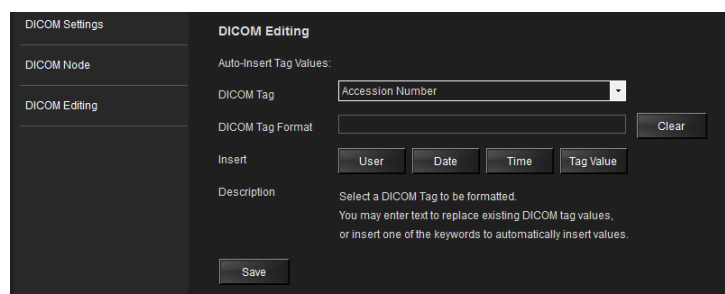 DICOM Settings
DICOM Node
DICOM Editing
DICOM Editing
Auto-Insert Tag Values:
DICOM Tag
Accession Number
DICOM Tag Format
Clear
Insert
User
Date
Time
Tag Value
Description
Select a DICOM Tag to be formatted.
You may enter text to replace existing DICOM tag values,
or insert one of the keywords to automatically insert values.
Save